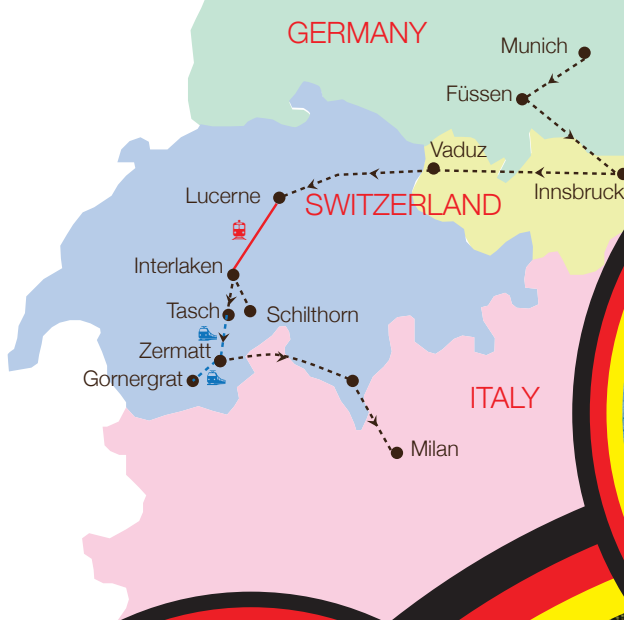 GERMANY
Munich
Füssen
Vaduz
Innsbruck
Lucerne
SWITZERLAND
Interlaken
Tasch
Schilthorn
Zermatt
Gornergrat
ITALY
Milan